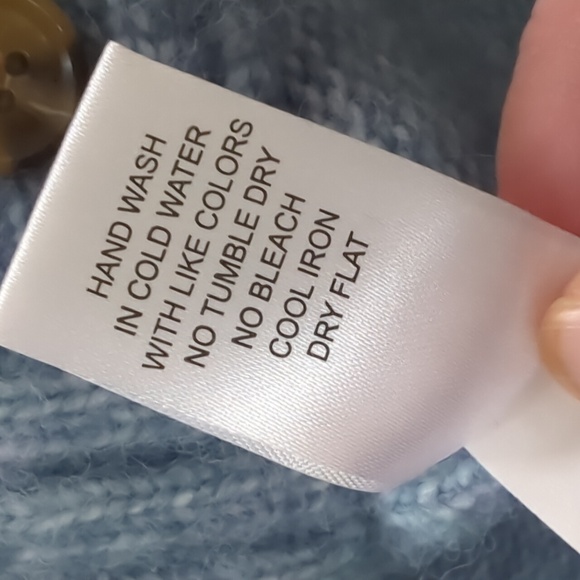 HAND WASH
IN COLD WATER
WITH LIKE COLORS
NO TUMBLE DRY
NO BLEACH
COOL IRON
DRY FLAT